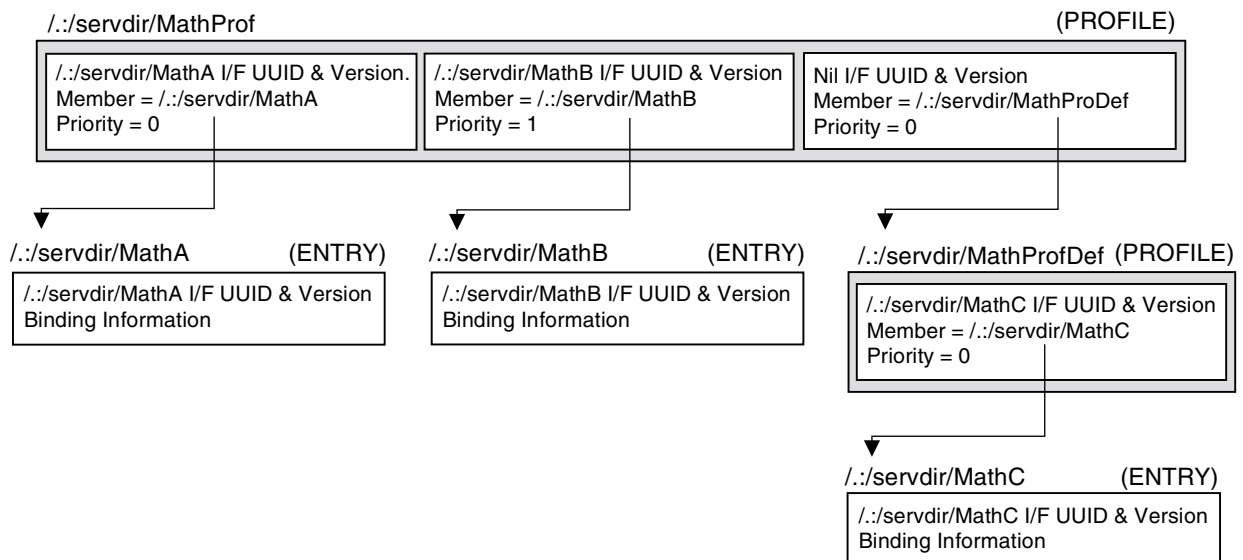 /.:/servdir/MathProf (PROFILE)
/.:/servdir/MathA I/F UUID & Version.
Member = /.:/servdir/MathA
Priority = 0
/.:/servdir/MathB I/F UUID & Version
Member = /.:/servdir/MathB
Priority = 1
Nil I/F UUID & Version
Member = /.:/servdir/MathProDef
Priority = 0
/.:/servdir/MathA (ENTRY)
/.:/servdir/MathA I/F UUID & Version
Binding Information
/.:/servdir/MathB (ENTRY)
/.:/servdir/MathB I/F UUID & Version
Binding Information
/.:/servdir/MathProfDef (PROFILE)
/.:/servdir/MathC I/F UUID & Version
Member = /.:/servdir/MathC
Priority = 0
/.:/servdir/MathC (ENTRY)
/.:/servdir/MathC I/F UUID & Version
Binding Information